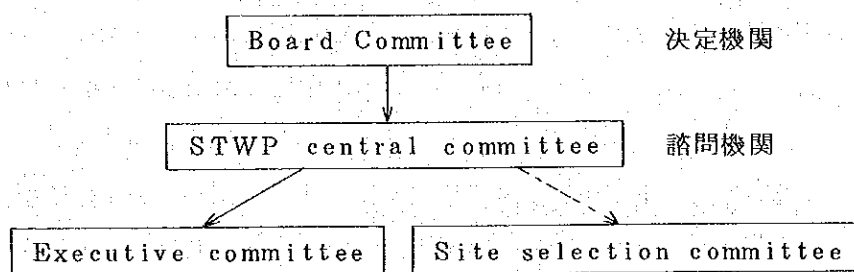 Board Committee 決定機関
STWP central committee 諮問機関
Executive committee Site selection committee